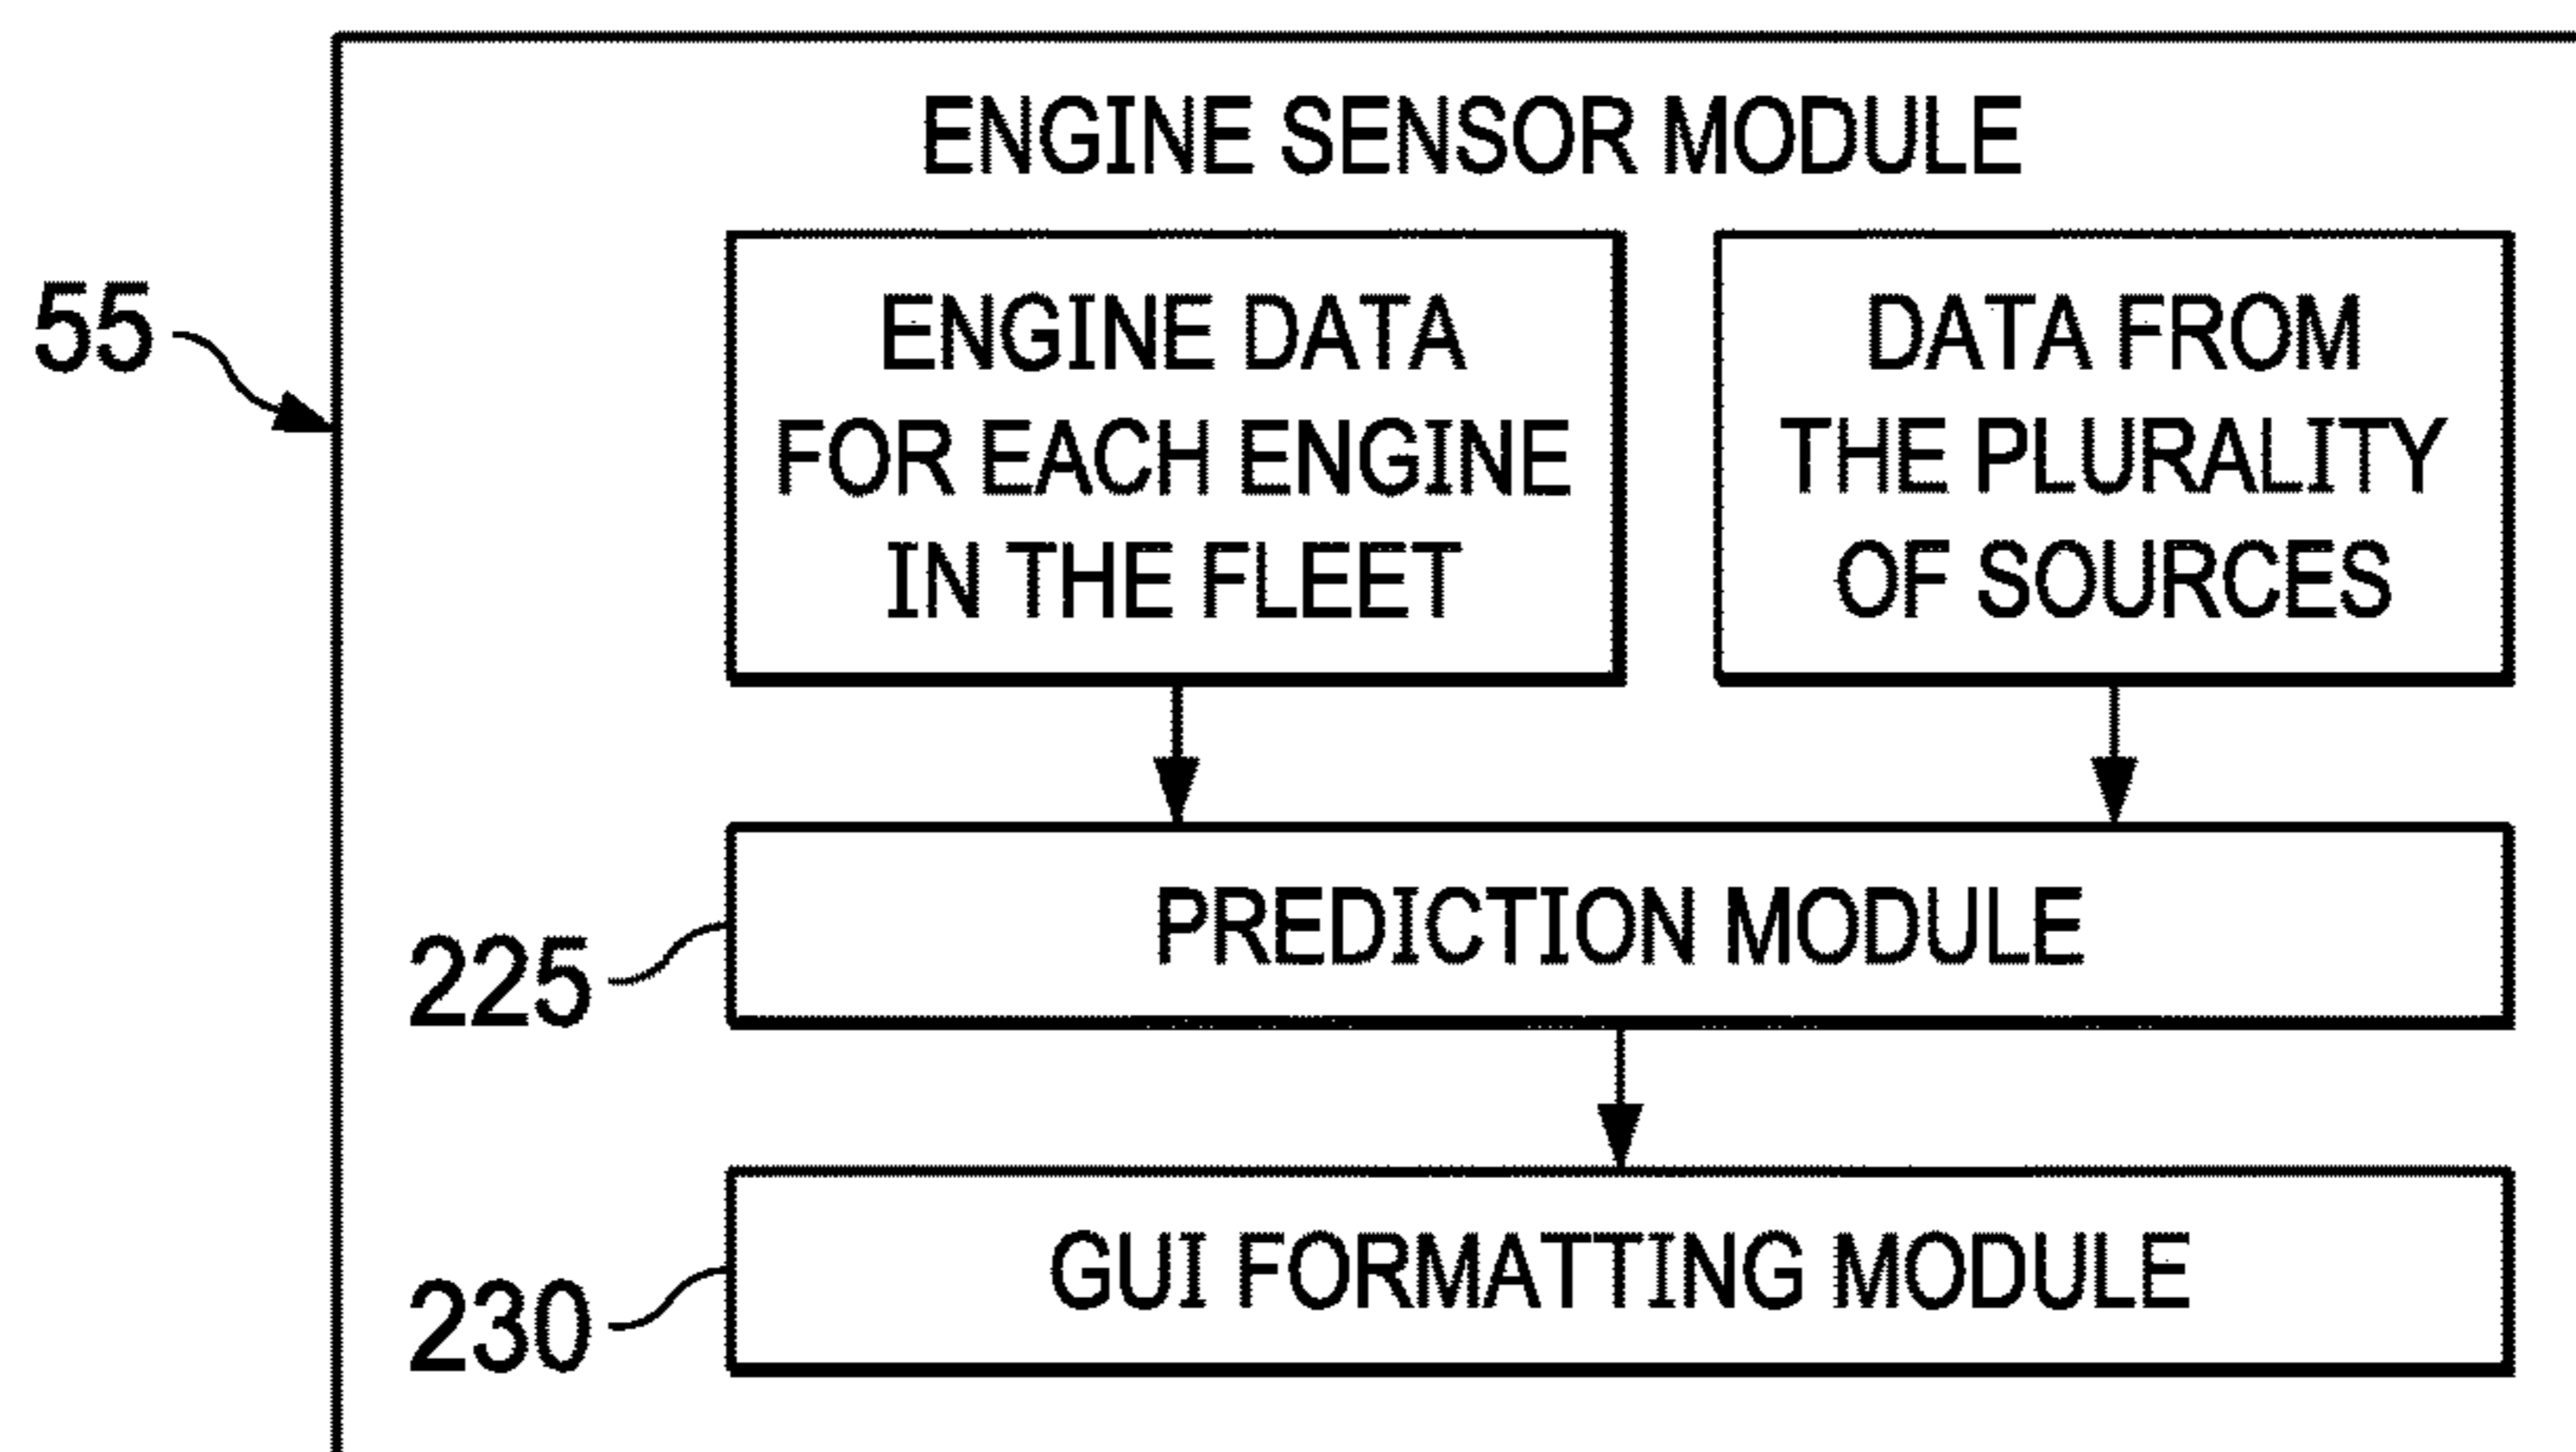 ENGINE SENSOR MODULE
55
ENGINE DATA
FOR EACH ENGINE
IN THE FLEET
DATA FROM
THE PLURALITY
OF SOURCES
225
PREDICTION MODULE
230
GUI FORMATTING MODULE